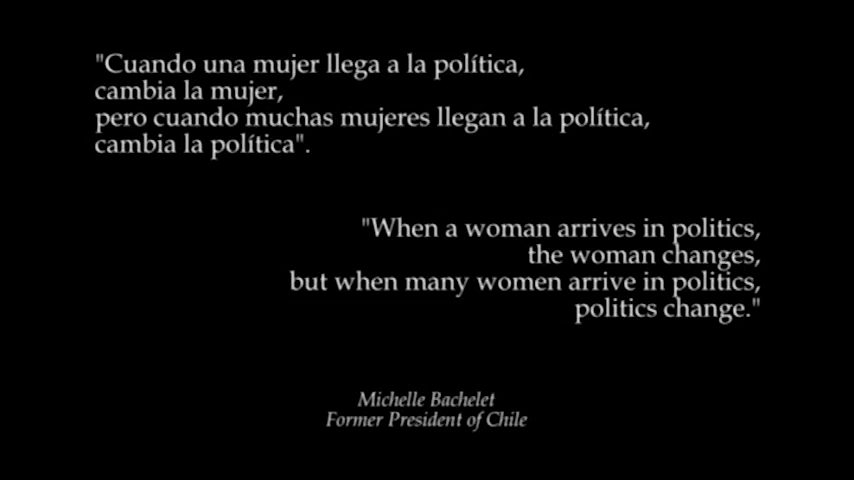 "Cuando una mujer llega a la política,
cambia la mujer,
pero cuando muchas mujeres llegan a la política,
cambia la política".
"When a woman arrives in politics,
the woman changes,
but when many women arrive in politics,
politics change."
Michelle Bachelet
Former President of Chile